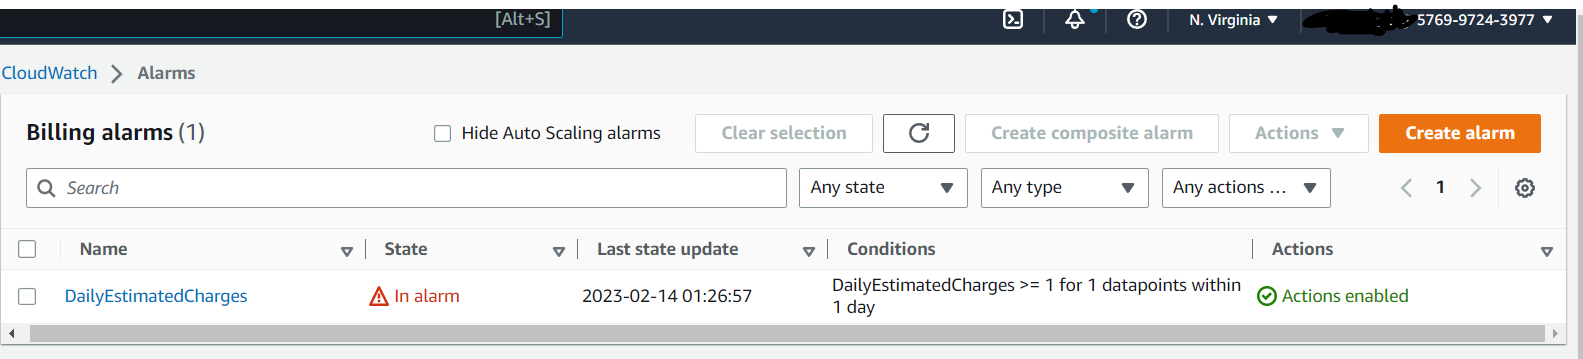 [Alt+S]
N. Virginia
5769-9724-3977
CloudWatch
Alarms
Billing alarms (1)
Hide Auto Scaling alarms
Clear selection
Create composite alarm
Actions
Create alarm
Search
Any state
Any type
Any actions ...
1
Name
State
Last state update
Conditions
Actions
DailyEstimatedCharges
In alarm
2023-02-14 01:26:57
DailyEstimatedCharges >= 1 for 1 datapoints within
1 day
Actions enabled